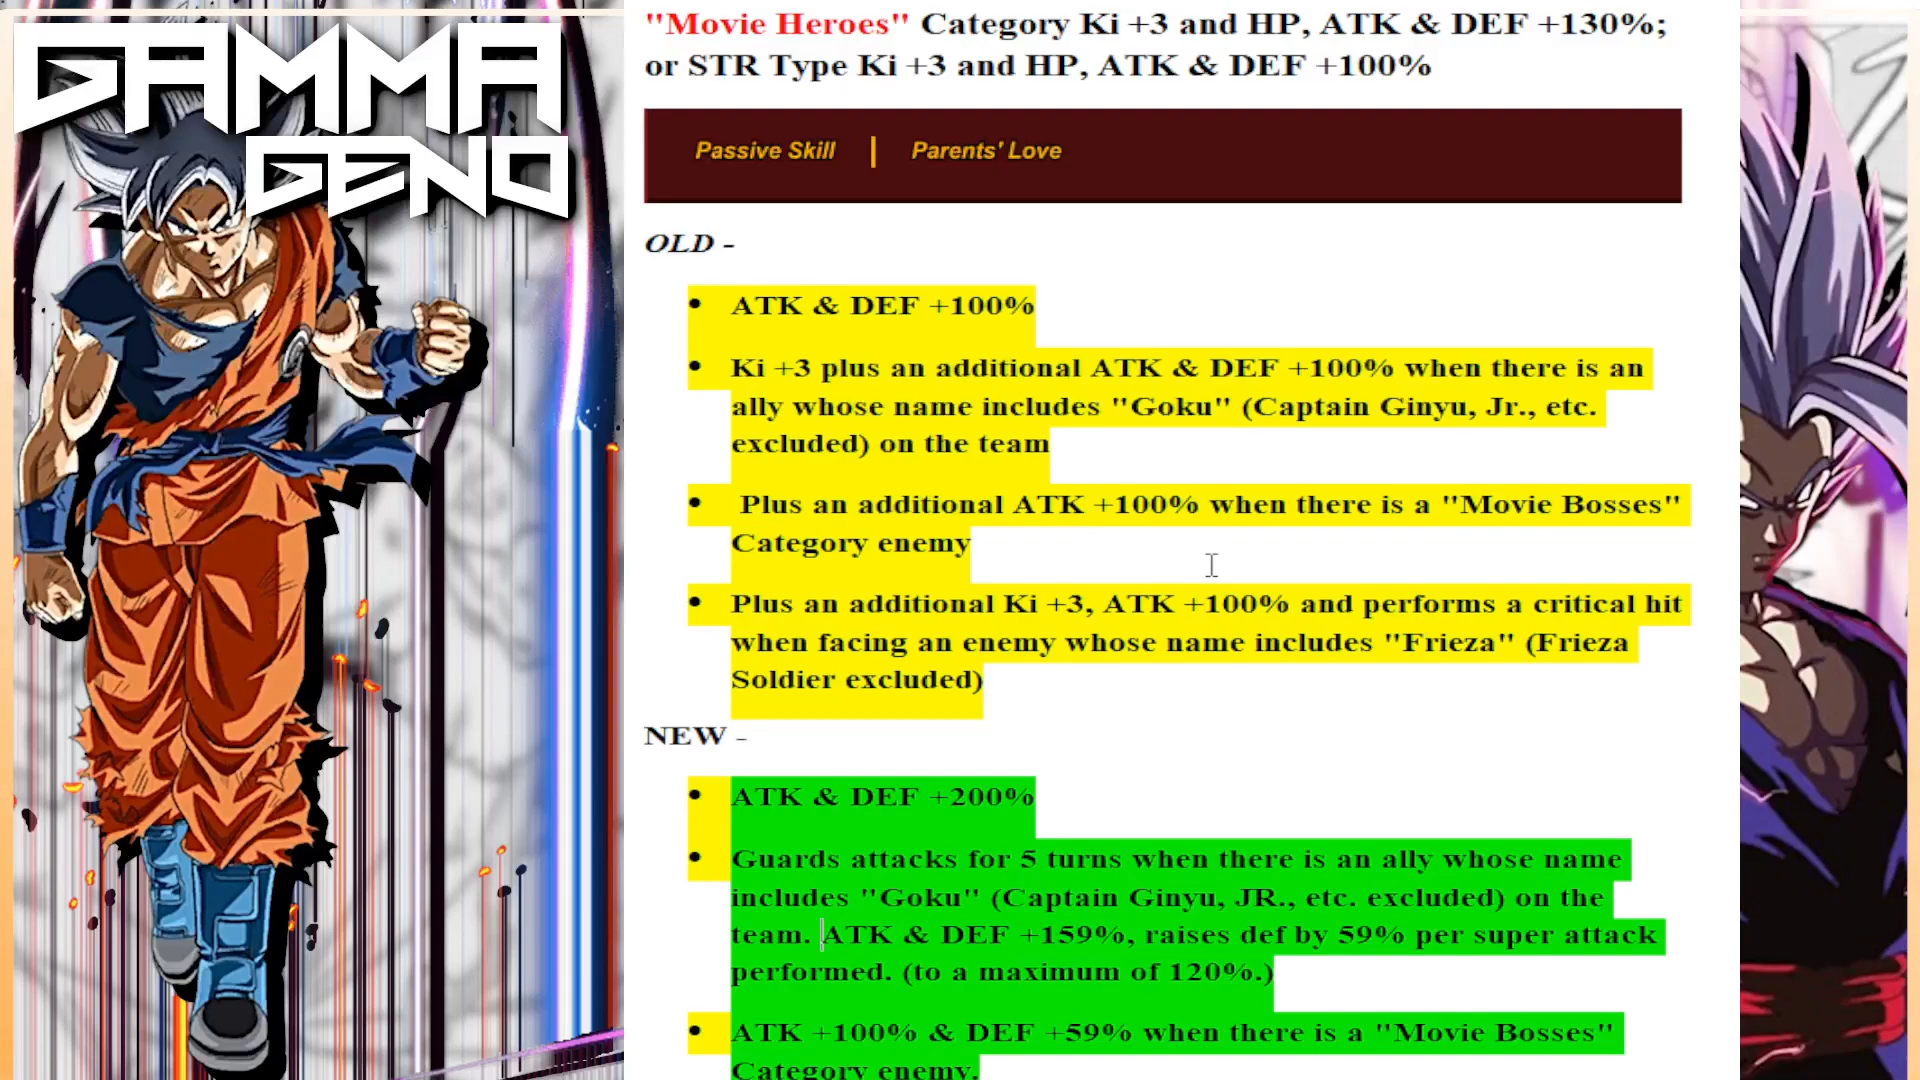 GAMMA
GENO
"Movie Heroes" Category Ki +3 and HP, ATK & DEF +130%;
or STR Type Ki +3 and HP, ATK & DEF +100%
Passive Skill | Parents' Love
OLD -
• ATK & DEF +100%
• Ki +3 plus an additional ATK & DEF +100% when there is an
ally whose name includes "Goku" (Captain Ginyu, Jr., etc.
excluded) on the team
• Plus an additional ATK +100% when there is a "Movie Bosses"
Category enemy
• Plus an additional Ki +3, ATK +100% and performs a critical hit
when facing an enemy whose name includes "Frieza" (Frieza
Soldier excluded)
NEW -
• ATK & DEF +200%
• Guards attacks for 5 turns when there is an ally whose name
includes "Goku" (Captain Ginyu, JR., etc. excluded) on the
team. ATK & DEF +159%, raises def by 59% per super attack
performed. (to a maximum of 120%.)
• ATK +100% & DEF +59% when there is a "Movie Bosses"
Category enemy.